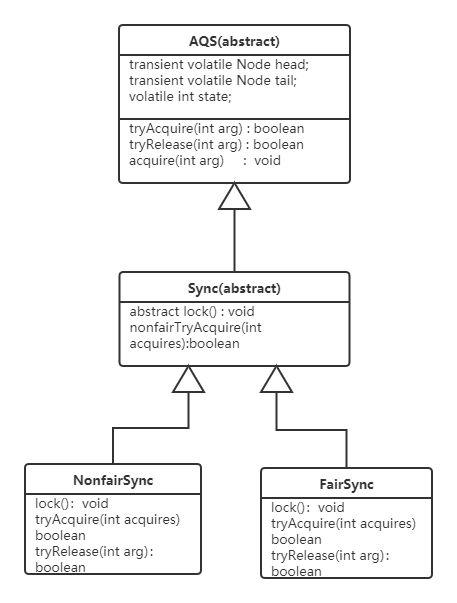 AQS(abstract)
transient volatile Node head;
transient volatile Node tail;
volatile int state;
tryAcquire(int arg) : boolean
tryRelease(int arg) : boolean
acquire(int arg) : void
Sync(abstract)
abstract lock() : void
nonfairTryAcquire(int
acquires):boolean
NonfairSync
lock()： void
tryAcquire(int acquires)
boolean
tryRelease(int arg)：
boolean
FairSync
lock()： void
tryAcquire(int acquires)
boolean
tryRelease(int arg)：
boolean